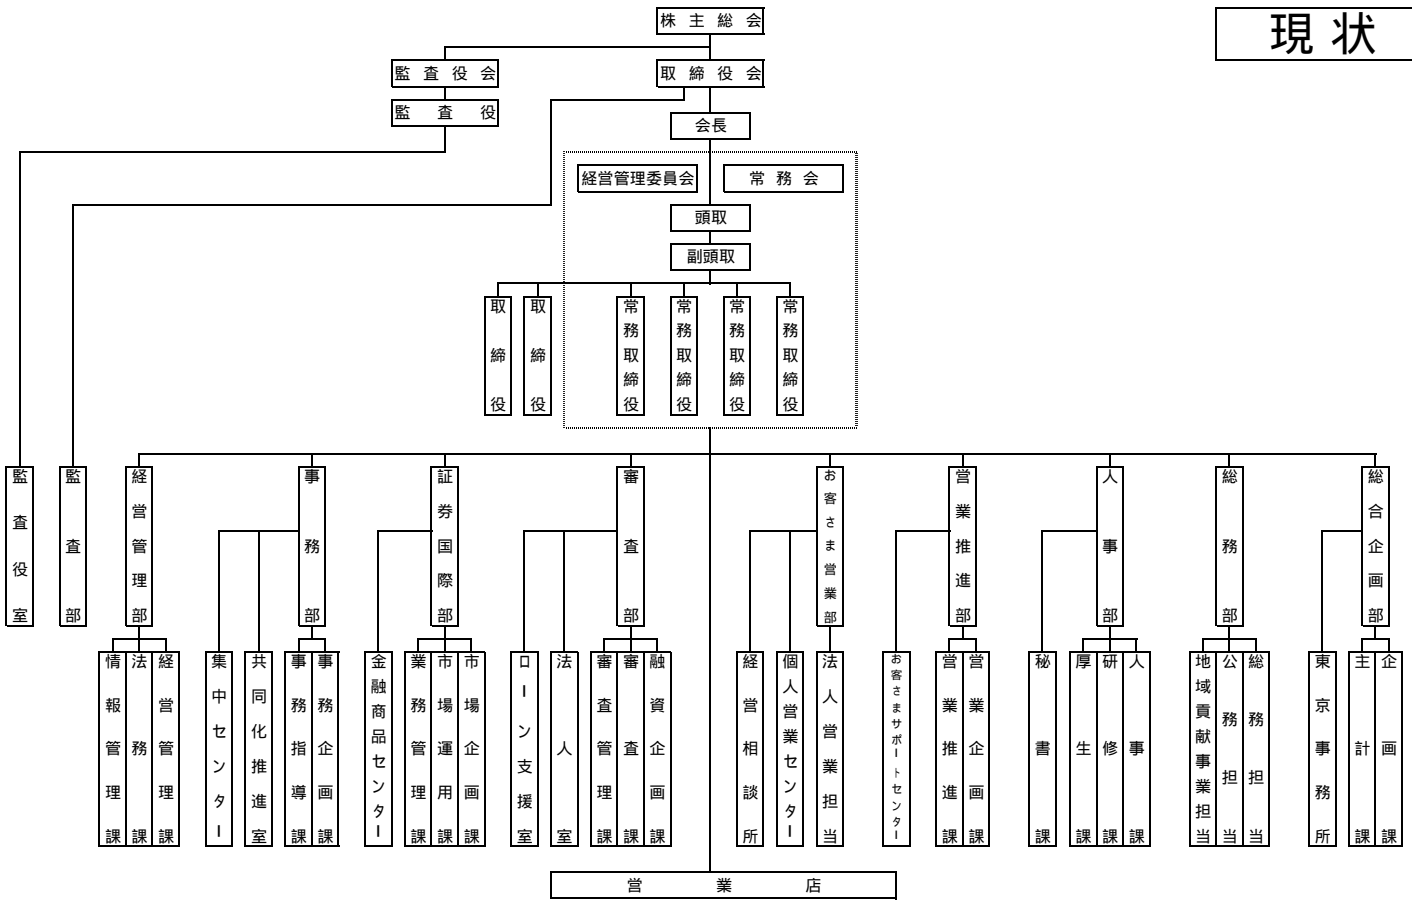 現状
株主総会
監査役会
取締役会
監査役
会長
経営管理委員会
常務会
頭取
副頭取
取締役
取締役
常務取締役
常務取締役
常務取締役
常務取締役
監査役室
監査部
経営管理部
事務部
証券国際部
審査部
お客さま営業部
営業推進部
人事部
総務部
総合企画部
情報管理課
法務課
経営管理課
集中センター
共同化推進室
事務指導課
事務企画課
金融商品センター
業務管理課
市場運用課
市場企画課
ローン支援室
法人室
審査管理課
審査課
融資企画課
経営相談所
個人営業センター
法人営業担当
お客さまサポートセンター
営業推進課
営業企画課
秘書課
厚生課
研修課
人事課
地域貢献事業担当
公務担当
総務担当
東京事務所
主計課
企画課
営業店